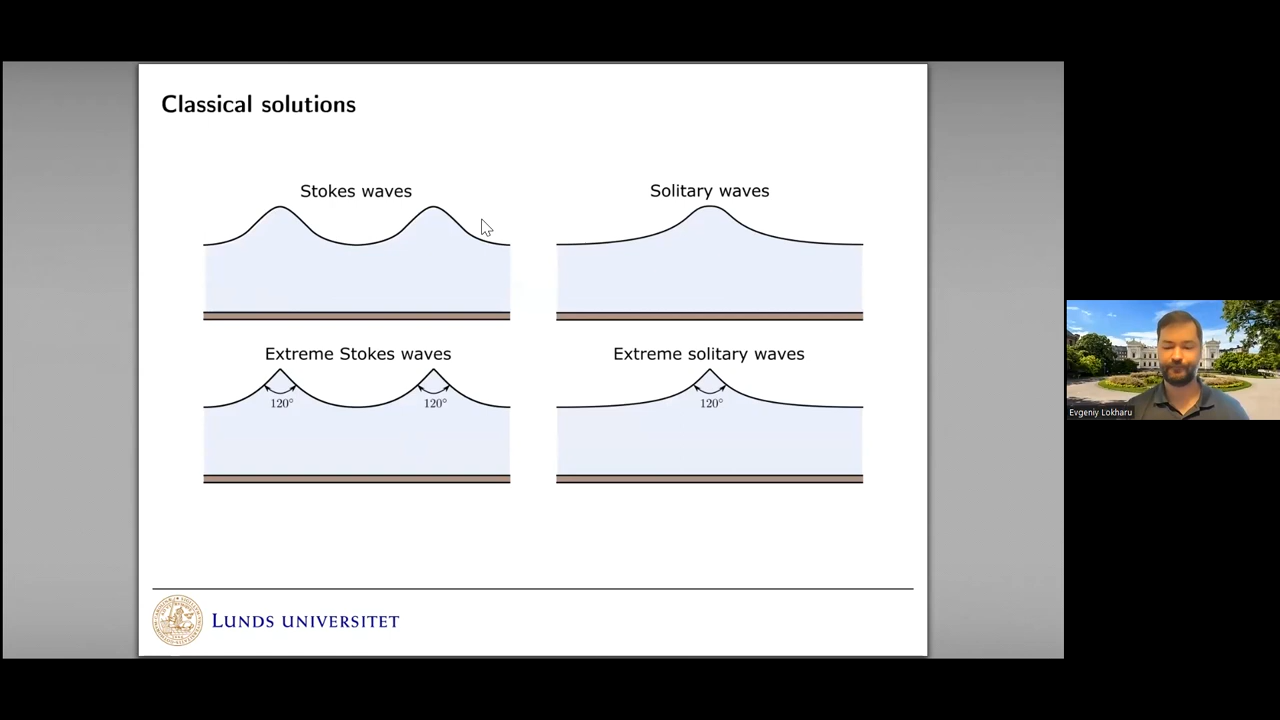 Classical solutions
Stokes waves
Solitary waves
Extreme Stokes waves
Extreme solitary waves
120°
120°
120°
Evgeniy Lokharu
LUNDS UNIVERSITET